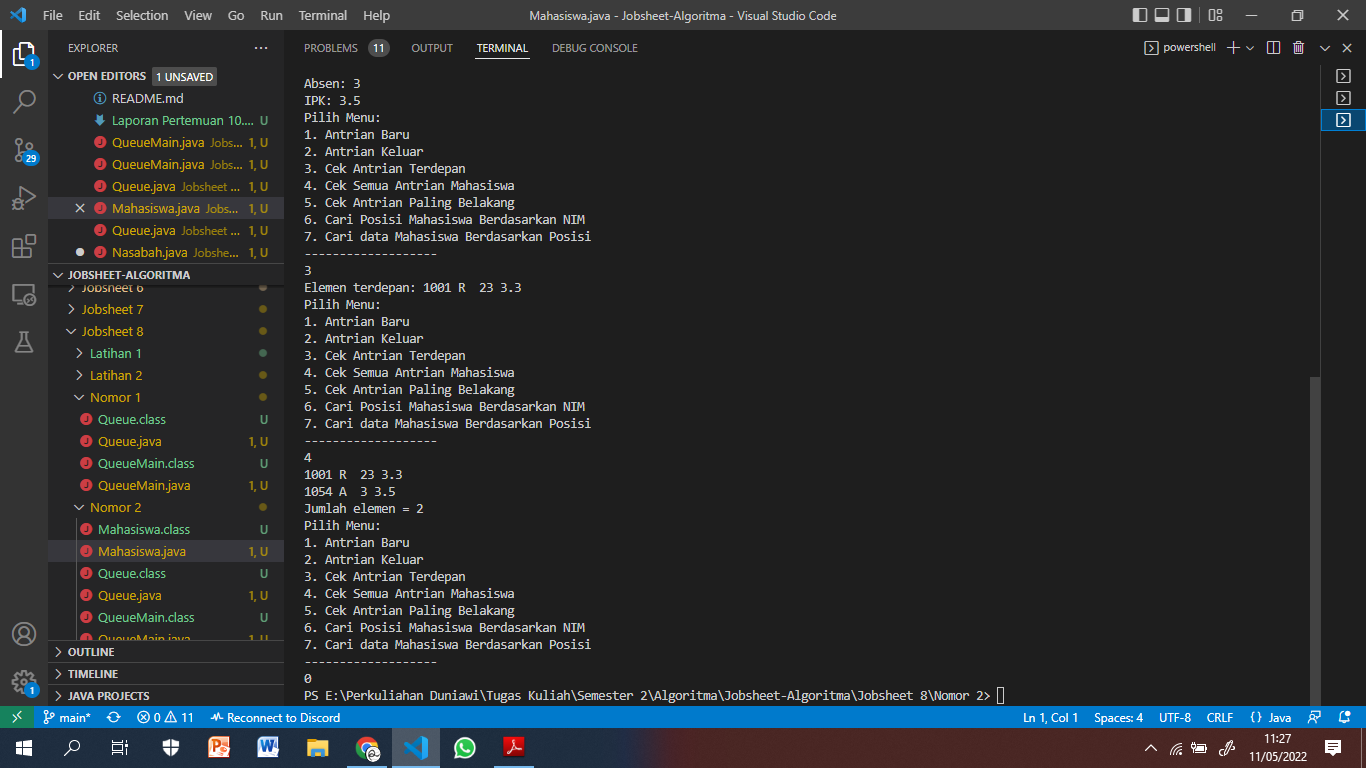 File Edit Selection View Go Run Terminal Help
Mahasiswa.java - Jobsheet-Algoritma - Visual Studio Code
EXPLORER
OPEN EDITORS 1 UNSAVED
README.md
Laporan Pertemuan 10.... U
QueueMain.java Jobs... 1, U
QueueMain.java Jobs... 1, U
Queue.java Jobsheet ... 1, U
Mahasiswa.java Jobs... 1, U
Queue.java Jobsheet ... 1, U
Nasabah.java Jobshe... 1, U
JOBSHEET-ALGORITMA
Jobsheet 6
Jobsheet 7
Jobsheet 8
Latihan 1
Latihan 2
Nomor 1
Queue.class U
Queue.java 1, U
QueueMain.class U
QueueMain.java 1, U
Nomor 2
Mahasiswa.class U
Mahasiswa.java 1, U
Queue.class U
Queue.java 1, U
QueueMain.class U
QueueMain.java 1, U
OUTLINE
TIMELINE
JAVA PROJECTS
1
29
1
PROBLEMS 11 OUTPUT TERMINAL DEBUG CONSOLE
powershell
Absen: 3
IPK: 3.5
Pilih Menu:
1. Antrian Baru
2. Antrian Keluar
3. Cek Antrian Terdepan
4. Cek Semua Antrian Mahasiswa
5. Cek Antrian Paling Belakang
6. Cari Posisi Mahasiswa Berdasarkan NIM
7. Cari data Mahasiswa Berdasarkan Posisi
-------------------
3
Elemen terdepan: 1001 R  23 3.3
Pilih Menu:
1. Antrian Baru
2. Antrian Keluar
3. Cek Antrian Terdepan
4. Cek Semua Antrian Mahasiswa
5. Cek Antrian Paling Belakang
6. Cari Posisi Mahasiswa Berdasarkan NIM
7. Cari data Mahasiswa Berdasarkan Posisi
-------------------
4
1001 R  23 3.3
1054 A  3 3.5
Jumlah elemen = 2
Pilih Menu:
1. Antrian Baru
2. Antrian Keluar
3. Cek Antrian Terdepan
4. Cek Semua Antrian Mahasiswa
5. Cek Antrian Paling Belakang
6. Cari Posisi Mahasiswa Berdasarkan NIM
7. Cari data Mahasiswa Berdasarkan Posisi
-------------------
0
PS E:\Perkuliahan Duniawi\Tugas Kuliah\Semester 2\Algoritma\Jobsheet-Algoritma\Jobsheet 8\Nomor 2>
main* 0 11 Reconnect to Discord
Ln 1, Col 1 Spaces: 4 UTF-8 CRLF {} Java
11:27
11/05/2022